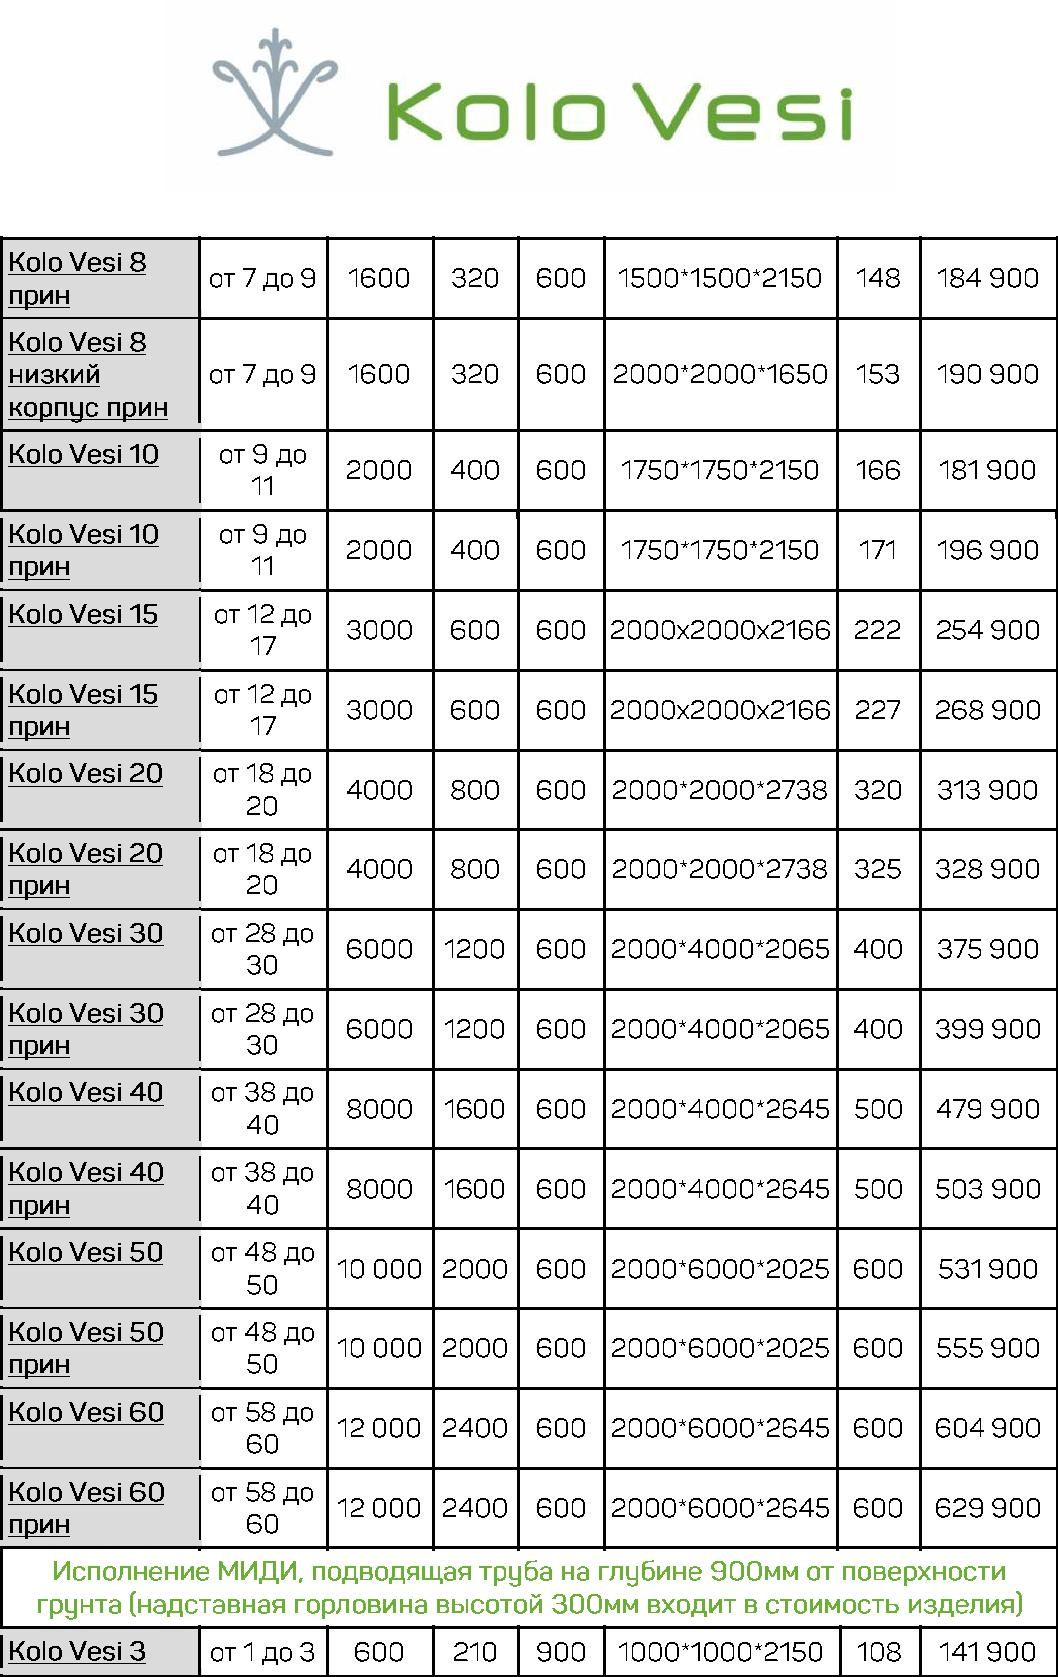 Kolo Vesi
Kolo Vesi 8
прин
от 7 до 9 1600 320 600 1500*1500*2150 148 184 900
Kolo Vesi 8
низкий
корпус прин
от 7 до 9 1600 320 600 2000*2000*1650 153 190 900
Kolo Vesi 10
от 9 до
11
2000 400 600 1750*1750*2150 166 181 900
Kolo Vesi 10
прин
от 9 до
11
2000 400 600 1750*1750*2150 171 196 900
Kolo Vesi 15
от 12 до
17
3000 600 600 2000x2000x2166 222 254 900
Kolo Vesi 15
прин
от 12 до
17
3000 600 600 2000x2000x2166 227 268 900
Kolo Vesi 20
от 18 до
20
4000 800 600 2000*2000*2738 320 313 900
Kolo Vesi 20
прин
от 18 до
20
4000 800 600 2000*2000*2738 325 328 900
Kolo Vesi 30
от 28 до
30
6000 1200 600 2000*4000*2065 400 375 900
Kolo Vesi 30
прин
от 28 до
30
6000 1200 600 2000*4000*2065 400 399 900
Kolo Vesi 40
от 38 до
40
8000 1600 600 2000*4000*2645 500 479 900
Kolo Vesi 40
прин
от 38 до
40
8000 1600 600 2000*4000*2645 500 503 900
Kolo Vesi 50
от 48 до
50
10 000 2000 600 2000*6000*2025 600 531 900
Kolo Vesi 50
прин
от 48 до
50
10 000 2000 600 2000*6000*2025 600 555 900
Kolo Vesi 60
от 58 до
60
12 000 2400 600 2000*6000*2645 600 604 900
Kolo Vesi 60
прин
от 58 до
60
12 000 2400 600 2000*6000*2645 600 629 900
Исполнение МИДИ, подводящая труба на глубине 900мм от поверхности
грунта (надставная горловина высотой 300мм входит в стоимость изделия)
Kolo Vesi 3 от 1 до 3 600 210 900 1000*1000*2150 108 141 900